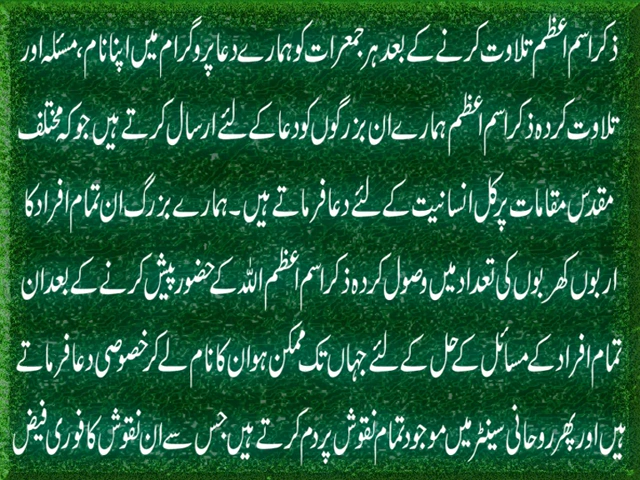 ذکر اسم اعظم تلاوت کرنے کے بعد ہر جمعرات کو ہمارے دعا پروگرام میں اپنا نام، مسئلہ اور
تلاوت کردہ ذکر اسم اعظم ہمارے ان بزرگوں کو دعا کے لئے ارسال کرتے ہیں جو کہ مختلف
مقدس مقامات پر کل انسانیت کے لئے دعا فرماتے ہیں۔ ہمارے بزرگ ان تمام افراد کا
اربوں کھربوں کی تعداد میں وصول کردہ ذکر اسم اعظم اللہ کے حضور پیش کرنے کے بعد ان
تمام افراد کے مسائل کے حل کے لئے جہاں تک ممکن ہو ان کا نام لے کر خصوصی دعا فرماتے
ہیں اور پھر روحانی سینٹر میں موجود تمام نقوش پر دم کرتے ہیں جس سے ان نقوش کا فوری فیض